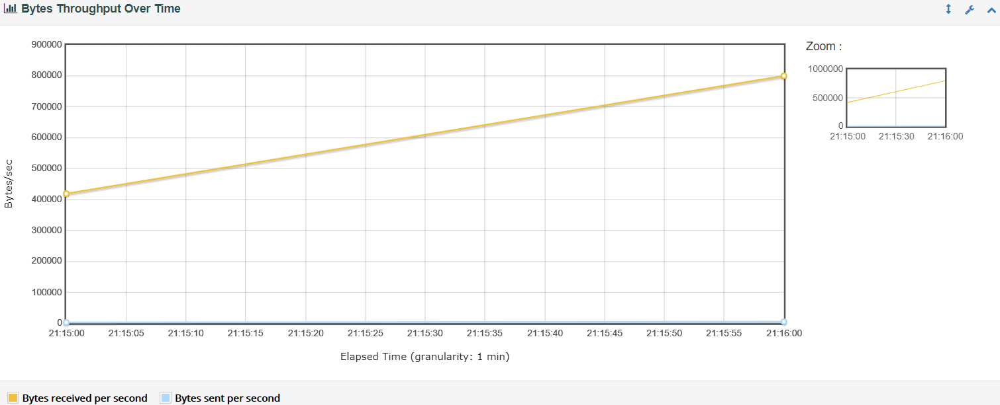 Bytes Throughput Over Time
Zoom :
900000
800000
700000
600000
500000
400000
300000
200000
100000
0
Bytes/sec
21:15:00 21:15:05 21:15:10 21:15:15 21:15:20 21:15:25 21:15:30 21:15:35 21:15:40 21:15:45 21:15:50 21:15:55 21:16:00
Elapsed Time (granularity: 1 min)
1000000
500000
0
21:15:00 21:15:30 21:16:00
Bytes received per second Bytes sent per second